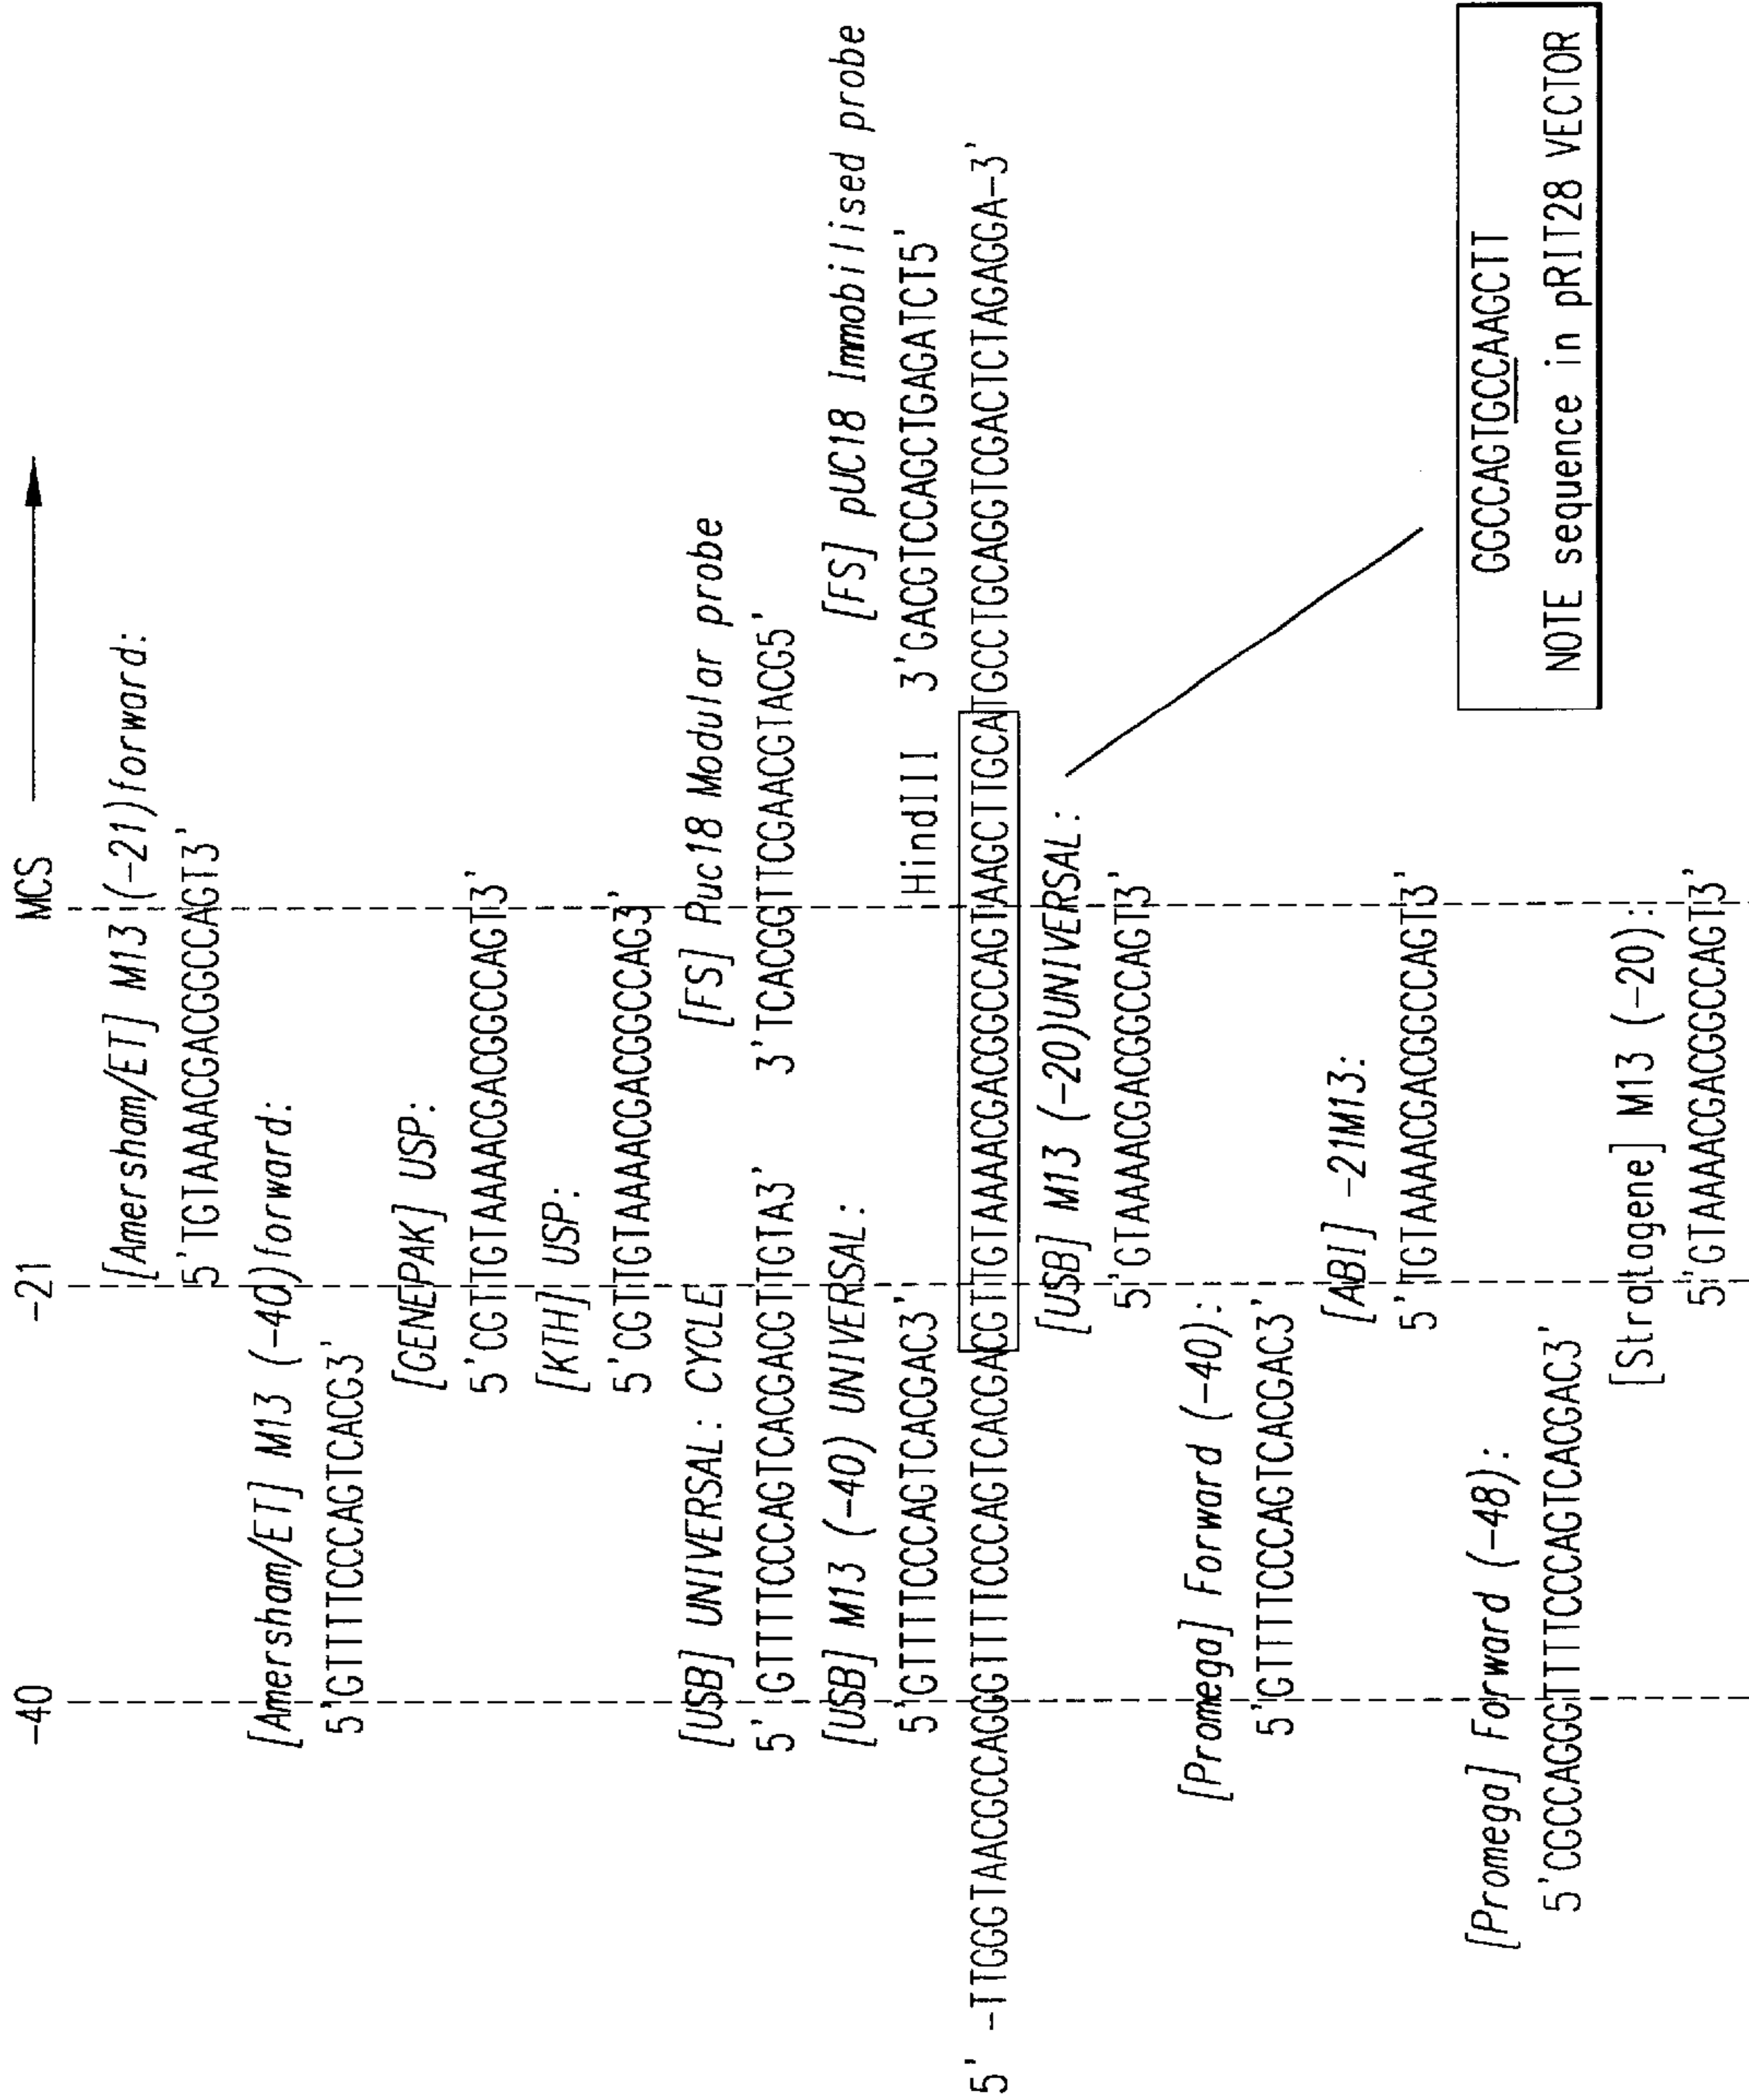 -40 -21 MCS
[Amersham/ET] M13 (-21)forward:
5'TGTAAAACGACGGCCAGT3'
[Amersham/ET] M13 (-40)forward:
5'GTTTTCCCAGTCACG3'
[GENEPAK] USP:
5'CGTTGTAAAACGACGGCCAGT3'
[KTH] USP:
5'CGTTGTAAAACGACGGCCAG3'
[USB] UNIVERSAL: CYCLE [FS] Puc18 Modular probe
5' GTTTTCCCAGTCACGACGTTGTA3' 3'TCACGGTTCGAACGTACG5'
[USB] M13 (-40) UNIVERSAL: [FS] pUC18 Immobilised probe
5'GTTTTCCCAGTCACGAC3' HindIII 3'GACGTCCAGCTGAGATCT5'
5' -TTGGGTAACGCCAGGGTTTTCCCAGTCACGACGTTGTAAAACGACGGCCAGTAAGCTTGCATGCCTGCAGGTCGACTCTAGAGGA-3'
[USB] M13 (-20)UNIVERSAL:
5'GTAAAACGACGGCCAGT3'
[Promega] Forward (-40):
5'GTTTTCCCAGTCACGAC3'
[ABI] -21M13:
5'TGTAAAACGACGGCCAGT3'
[Promega] Forward (-48):
5'CGCCAGGGTTTTCCCAGTCACGAC3'
GGCCAGTGCCAAGCTT
NOTE sequence in pRIT28 VECTOR
[Stratagene] M13 (-20):
5'GTAAAACGACGGCCAGT3'